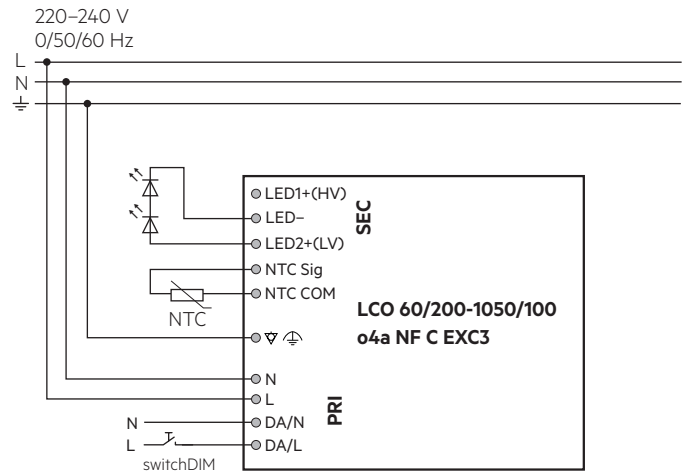 220–240 V
0/50/60 Hz
L
N
LED1+(HV)
LED–
LED2+(LV)
NTC Sig
NTC COM
SEC
NTC
LCO 60/200-1050/100
o4a NF C EXC3
N
L
PRI
N DA/N
L DA/L
switchDIM